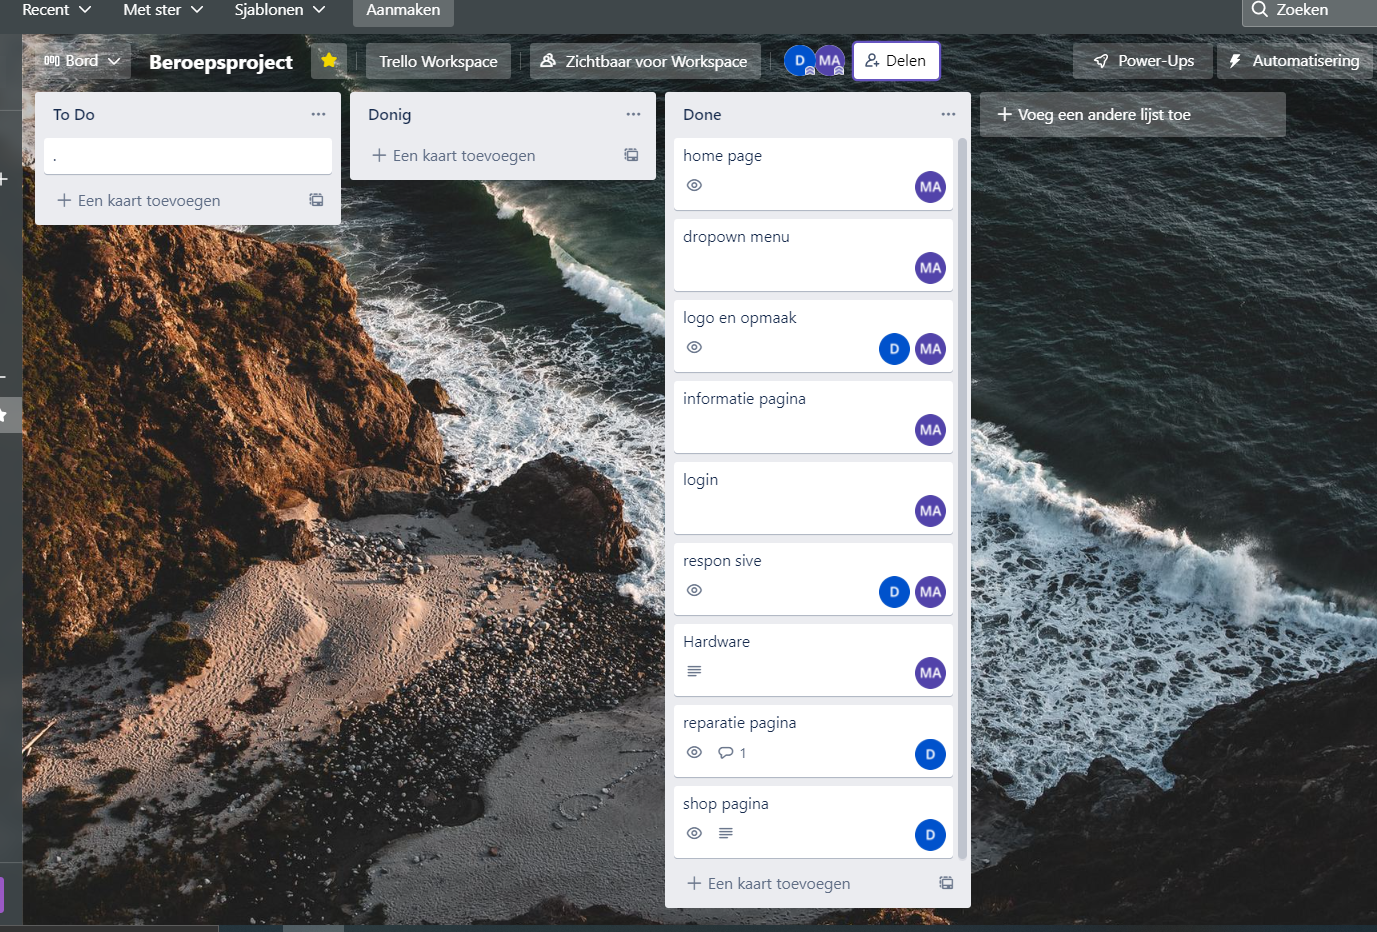 Recent
Met ster
Sjablonen
Aanmaken
Zoeken
Bord
Beroepsproject
Trello Workspace
Zichtbaar voor Workspace
D
MA
Delen
Power-Ups
Automatisering
To Do
.
Een kaart toevoegen
Donig
Een kaart toevoegen
Done
home page
MA
dropown menu
MA
logo en opmaak
D MA
informatie pagina
MA
login
MA
respon sive
D MA
Hardware
MA
reparatie pagina
1
D
shop pagina
D
Een kaart toevoegen
Voeg een andere lijst toe